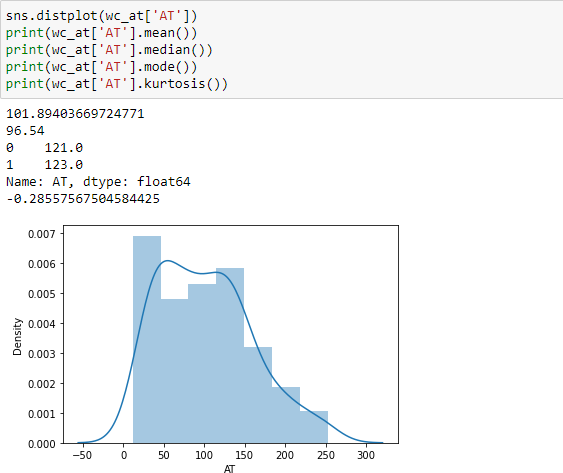 sns.distplot(wc_at['AT'])
print(wc_at['AT'].mean())
print(wc_at['AT'].median())
print(wc_at['AT'].mode())
print(wc_at['AT'].kurtosis())
101.89403669724771
96.54
0    121.0
1    123.0
Name: AT, dtype: float64
-0.28557567504584425
0.007
0.006
0.005
0.004
0.003
0.002
0.001
0.000
Density
-50 0 50 100 150 200 250 300
AT